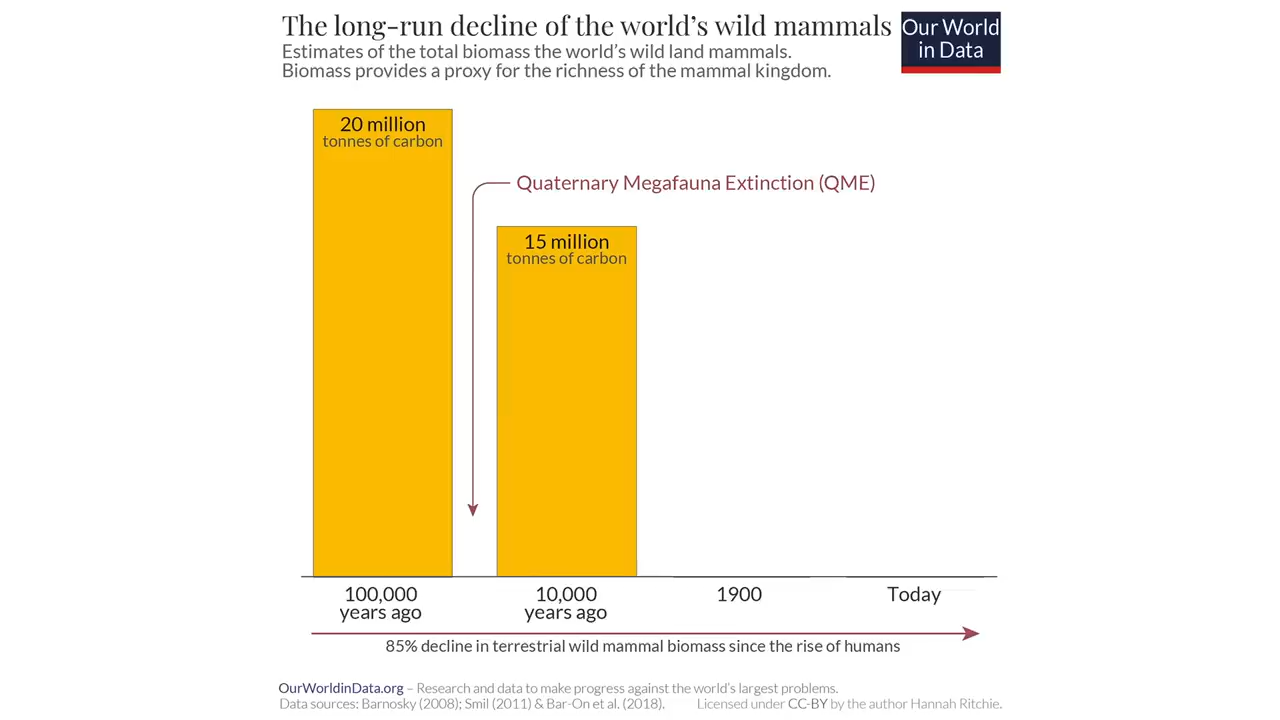 The long-run decline of the world's wild mammals
Our World
in Data
Estimates of the total biomass the world's wild land mammals.
Biomass provides a proxy for the richness of the mammal kingdom.
20 million
tonnes of carbon
Quaternary Megafauna Extinction (QME)
15 million
tonnes of carbon
100,000
years ago
10,000
years ago
1900
Today
85% decline in terrestrial wild mammal biomass since the rise of humans
OurWorldinData.org – Research and data to make progress against the world's largest problems.
Data sources: Barnosky (2008); Smil (2011) & Bar-On et al. (2018).
Licensed under CC-BY by the author Hannah Ritchie.